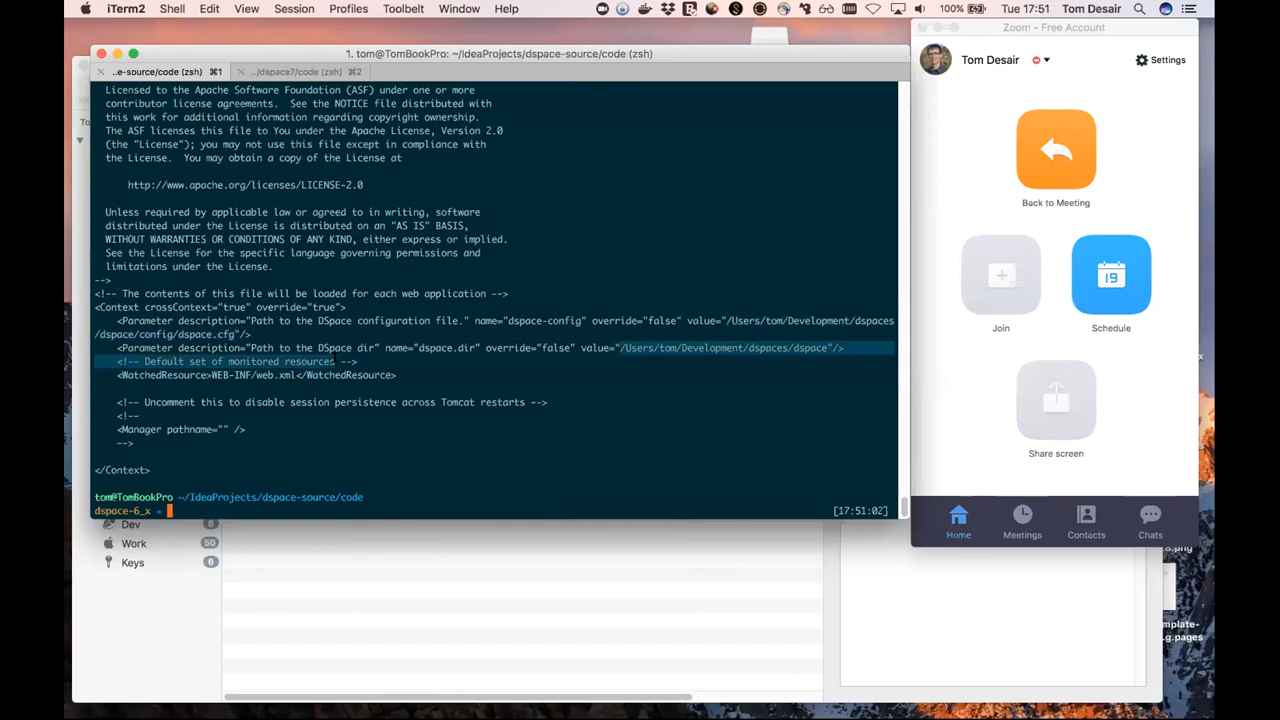 iTerm2 Shell Edit View Session Profiles Toolbelt Window Help 100% Tue 17:51 Tom Desair
1. tom@TomBookPro: ~/IdeaProjects/dspace-source/code (zsh)
..e-source/code (zsh) ⌘1 ../dspace7/code (zsh) ⌘2
Licensed to the Apache Software Foundation (ASF) under one or more
contributor license agreements. See the NOTICE file distributed with
this work for additional information regarding copyright ownership.
The ASF licenses this file to You under the Apache License, Version 2.0
(the "License"); you may not use this file except in compliance with
the License. You may obtain a copy of the License at
http://www.apache.org/licenses/LICENSE-2.0
Unless required by applicable law or agreed to in writing, software
distributed under the License is distributed on an "AS IS" BASIS,
WITHOUT WARRANTIES OR CONDITIONS OF ANY KIND, either express or implied.
See the License for the specific language governing permissions and
limitations under the License.
-->
<!-- The contents of this file will be loaded for each web application -->
<Context crossContext="true" override="true">
<Parameter description="Path to the DSpace configuration file." name="dspace-config" override="false" value="/Users/tom/Development/dspaces
/dspace/config/dspace.cfg"/>
<Parameter description="Path to the DSpace dir" name="dspace.dir" override="false" value="/Users/tom/Development/dspaces/dspace"/>
<!-- Default set of monitored resources -->
<WatchedResource>WEB-INF/web.xml</WatchedResource>
<!-- Uncomment this to disable session persistence across Tomcat restarts -->
<!--
<Manager pathname="" />
-->
</Context>
tom@TomBookPro ~/IdeaProjects/dspace-source/code
dspace-6_x → [17:51:02]
To
Dev 6
Work 50
Keys 6
Zoom - Free Account
Tom Desair
Settings
Back to Meeting
19
Join
Schedule
Share screen
Home
Meetings
Contacts
Chats
.png
mplate-
.g.pages